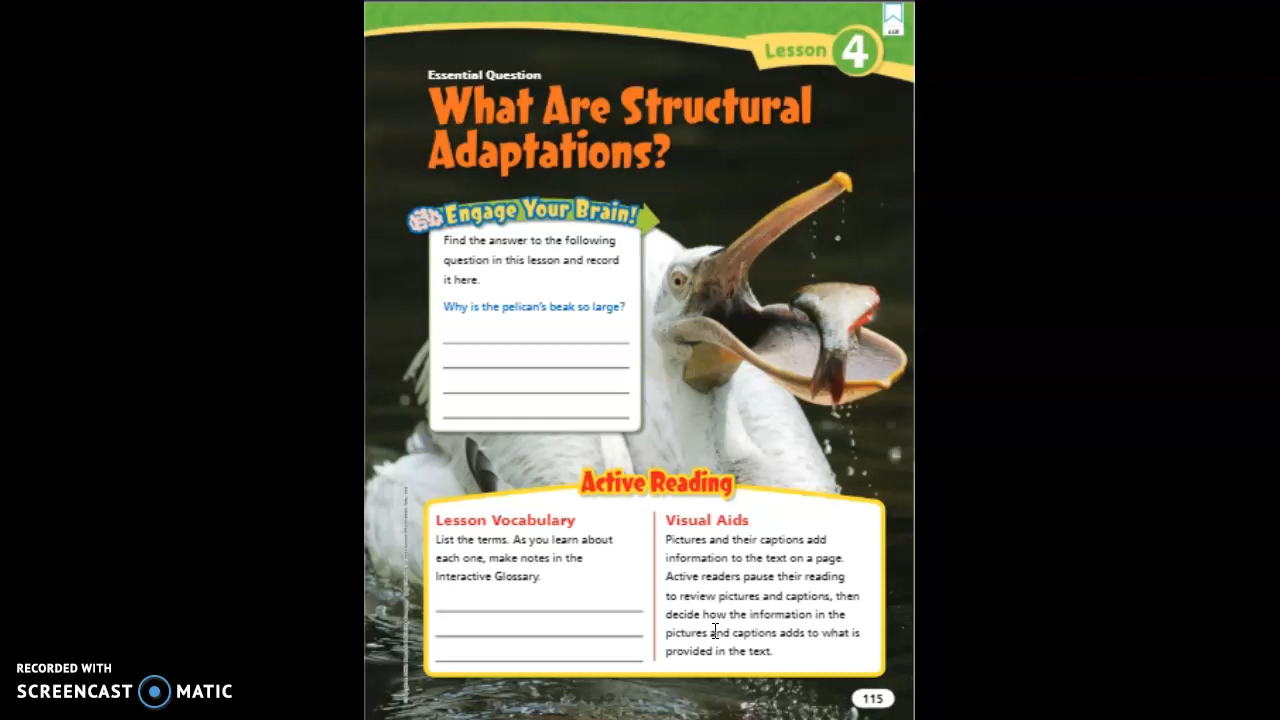 Lesson 4
Essential Question
What Are Structural
Adaptations?
Engage Your Brain!
Find the answer to the following
question in this lesson and record
it here.
Why is the pelican's beak so large?
Active Reading
Lesson Vocabulary
List the terms. As you learn about
each one, make notes in the
Interactive Glossary.
Visual Aids
Pictures and their captions add
information to the text on a page.
Active readers pause their reading
to review pictures and captions, then
decide how the information in the
pictures and captions adds to what is
provided in the text.
115
RECORDED WITH
SCREENCAST MATIC